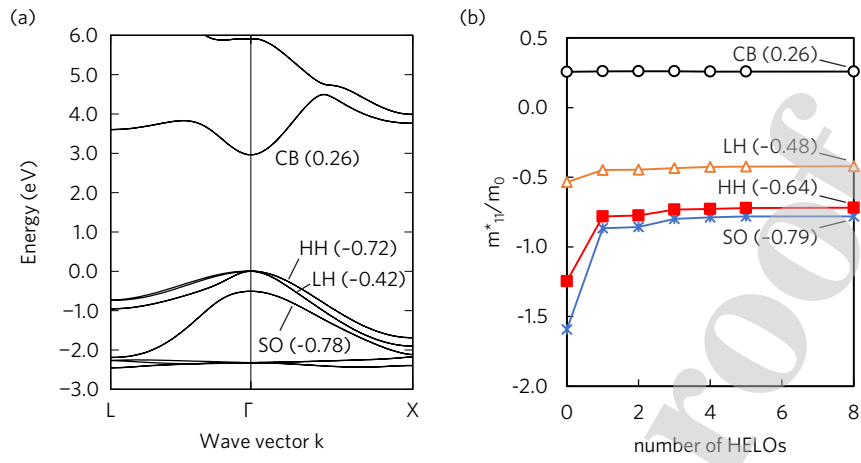 (a)
6.0
5.0
4.0
3.0
2.0
1.0
0.0
−1.0
−2.0
−3.0
Energy (eV)
CB (0.26)
HH (−0.72)
LH (−0.42)
SO (−0.78)
L
Γ
X
Wave vector k
(b)
0.5
0.0
-0.5
-1.0
-1.5
-2.0
m*11/m0
CB (0.26)
LH (−0.48)
HH (−0.64)
SO (−0.79)
0
2
4
6
8
number of HELOs
roof